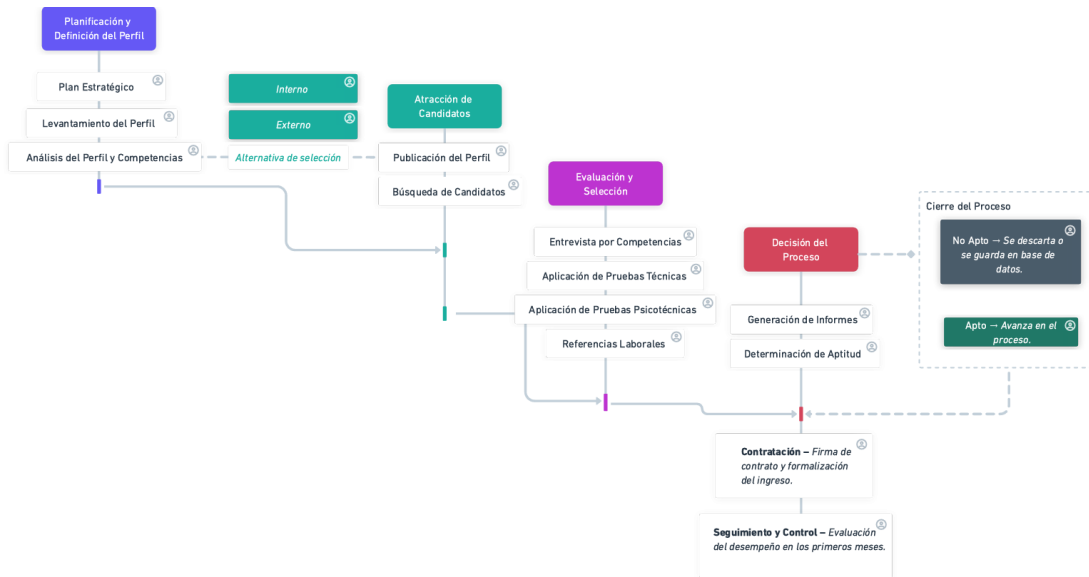 Planificación y
Definición del Perfil
Plan Estratégico
Levantamiento del Perfil
Análisis del Perfil y Competencias
Interno
Externo
Alternativa de selección
Atracción de
Candidatos
Publicación del Perfil
Búsqueda de Candidatos
Evaluación y
Selección
Entrevista por Competencias
Aplicación de Pruebas Técnicas
Aplicación de Pruebas Psicotécnicas
Referencias Laborales
Decisión del
Proceso
Generación de Informes
Determinación de Aptitud
Cierre del Proceso
No Apto → Se descarta o
se guarda en base de
datos.
Apto → Avanza en el
proceso.
Contratación – Firma de
contrato y formalización
del ingreso.
Seguimiento y Control – Evaluación
del desempeño en los primeros meses.